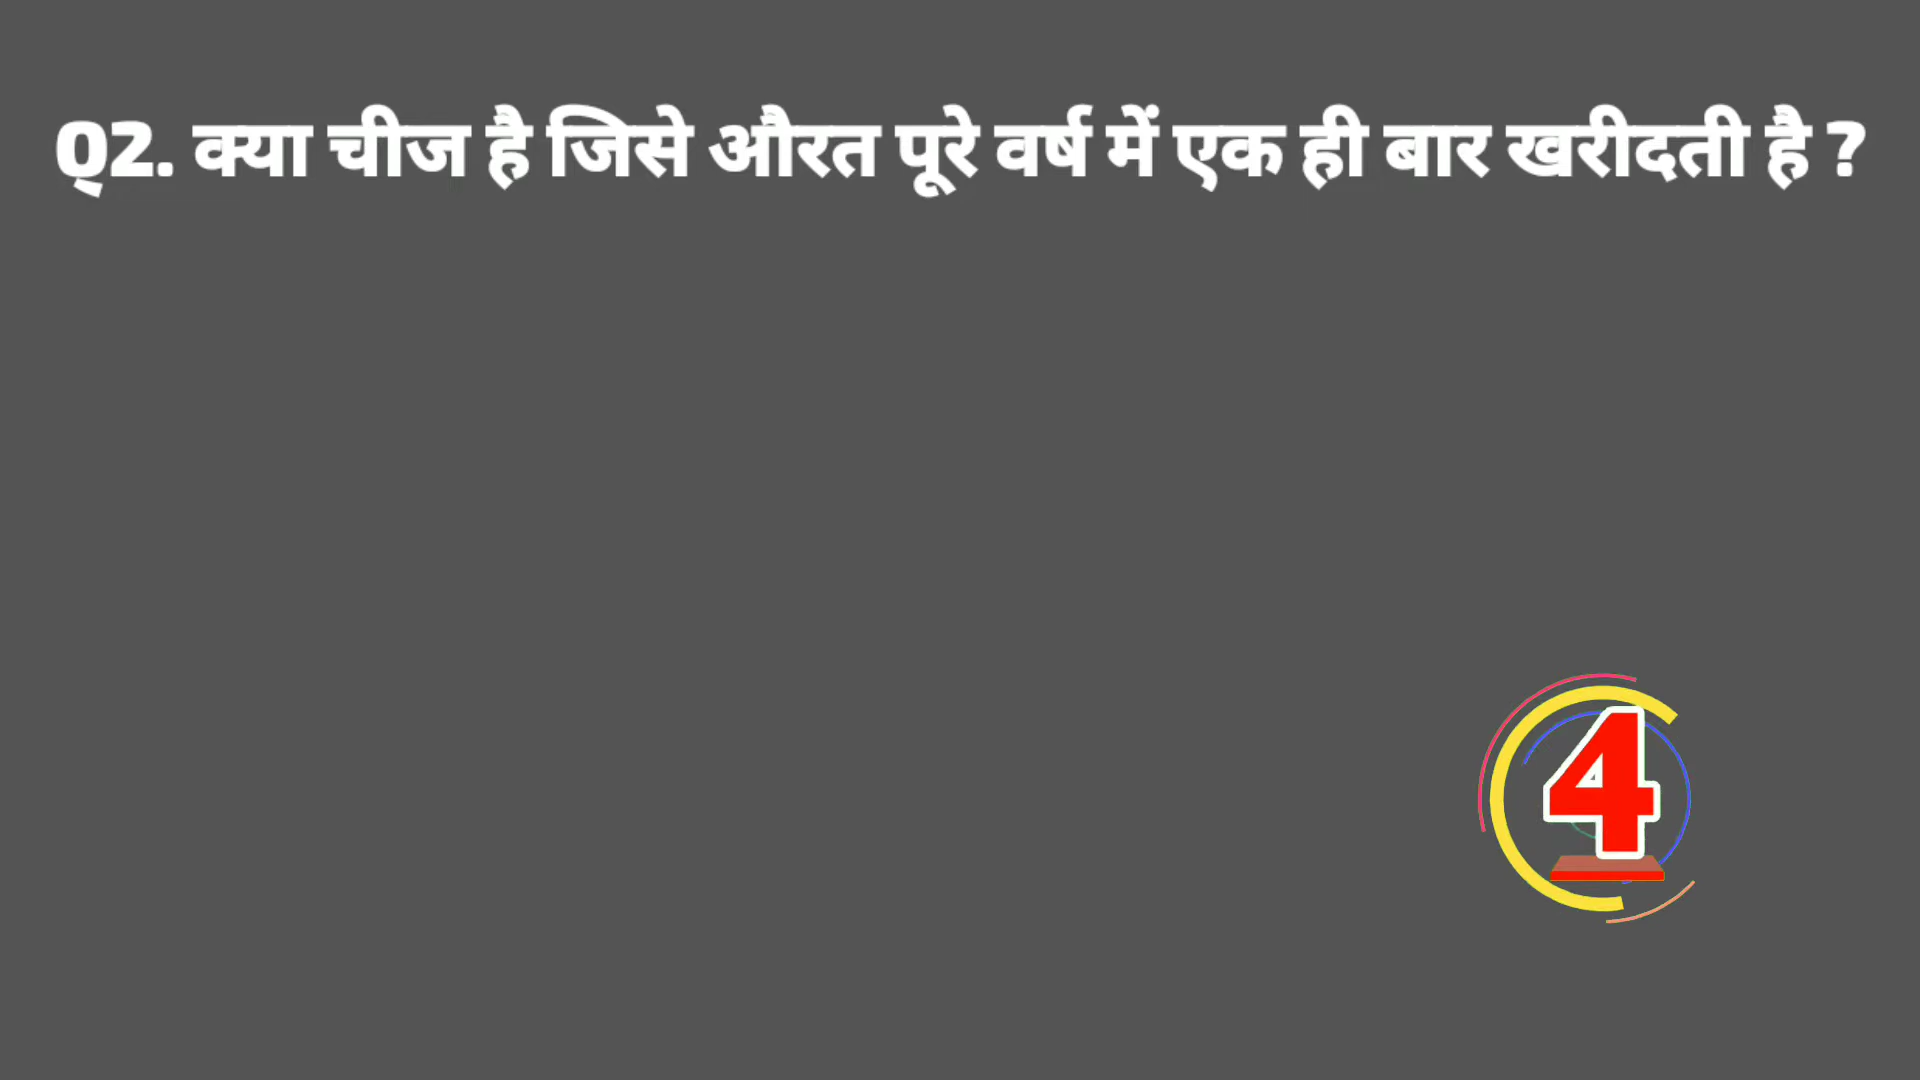 Q2. क्या चीज है जिसे औरत पूरे वर्ष में एक ही बार खरीदती है ?
4